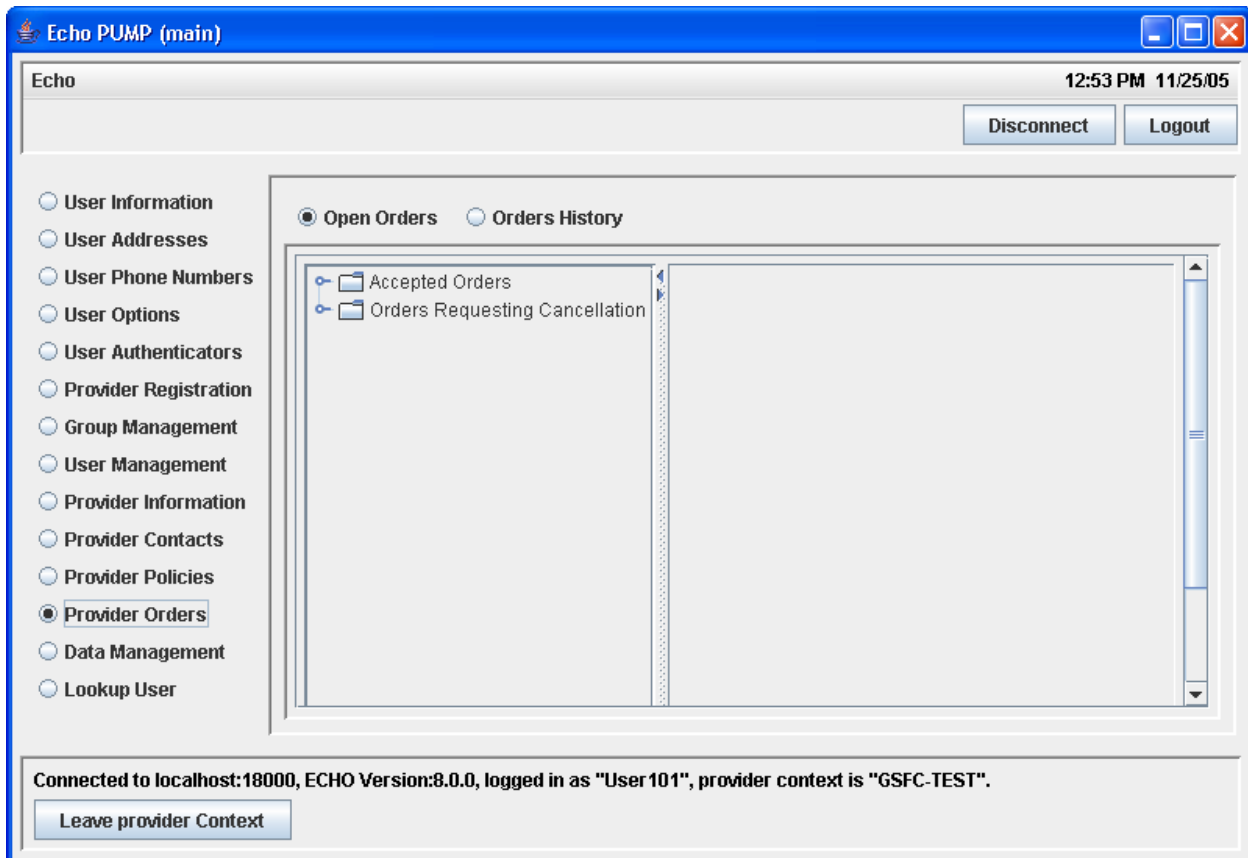 Echo PUMP (main)
Echo
12:53 PM 11/25/05
Disconnect
Logout
User Information
User Addresses
User Phone Numbers
User Options
User Authenticators
Provider Registration
Group Management
User Management
Provider Information
Provider Contacts
Provider Policies
Provider Orders
Data Management
Lookup User
Open Orders
Orders History
Accepted Orders
Orders Requesting Cancellation
Connected to localhost:18000, ECHO Version:8.0.0, logged in as "User101", provider context is "GSFC-TEST".
Leave provider Context